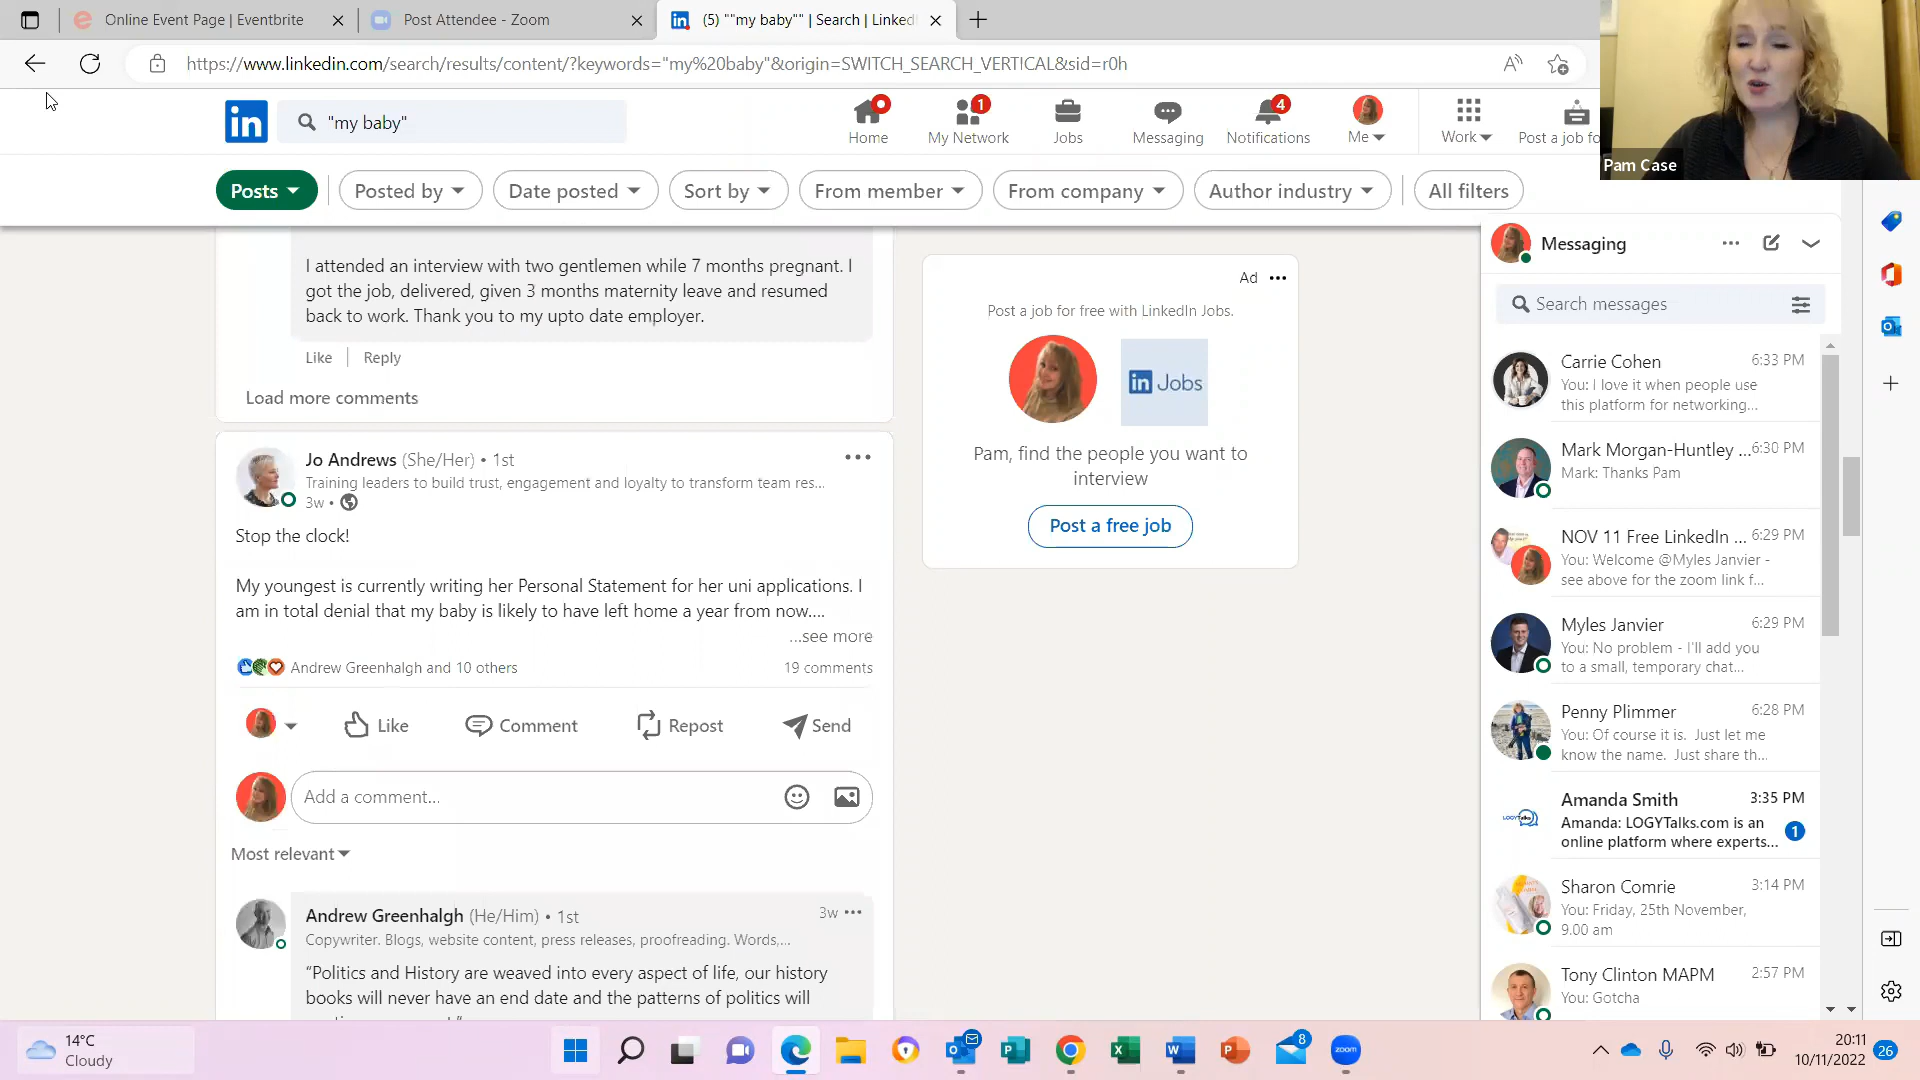 Online Event Page | Eventbrite
Post Attendee - Zoom
(5) ""my baby"" | Search | Linked
https://www.linkedin.com/search/results/content/?keywords="my%20baby"&origin=SWITCH_SEARCH_VERTICAL&sid=r0h
in
"my baby"
Home
1
My Network
Jobs
Messaging
4
Notifications
Me
Work
Post a job fo
Pam Case
Posts
Posted by
Date posted
Sort by
From member
From company
Author industry
All filters
I attended an interview with two gentlemen while 7 months pregnant. I
got the job, delivered, given 3 months maternity leave and resumed
back to work. Thank you to my upto date employer.
Like
Reply
Load more comments
Jo Andrews (She/Her) • 1st
Training leaders to build trust, engagement and loyalty to transform team res...
3w •
Stop the clock!
My youngest is currently writing her Personal Statement for her uni applications. I
am in total denial that my baby is likely to have left home a year from now....
...see more
Andrew Greenhalgh and 10 others
19 comments
Like
Comment
Repost
Send
Add a comment...
Most relevant
Andrew Greenhalgh (He/Him) • 1st
3w
Copywriter. Blogs, website content, press releases, proofreading. Words,...
"Politics and History are weaved into every aspect of life, our history
books will never have an end date and the patterns of politics will
Ad
Post a job for free with LinkedIn Jobs.
in Jobs
Pam, find the people you want to
interview
Post a free job
Messaging
Search messages
Carrie Cohen
6:33 PM
You: I love it when people use
this platform for networking...
Mark Morgan-Huntley ...
6:30 PM
Mark: Thanks Pam
NOV 11 Free LinkedIn ...
6:29 PM
You: Welcome @Myles Janvier -
see above for the zoom link f...
Myles Janvier
6:29 PM
You: No problem - I'll add you
to a small, temporary chat...
Penny Plimmer
6:28 PM
You: Of course it is. Just let me
know the name. Just share th...
Amanda Smith
3:35 PM
Amanda: LOGYTalks.com is an
online platform where experts...
1
Sharon Comrie
3:14 PM
You: Friday, 25th November,
9.00 am
Tony Clinton MAPM
2:57 PM
You: Gotcha
14°C
Cloudy
8
zoom
20:11
10/11/2022
26